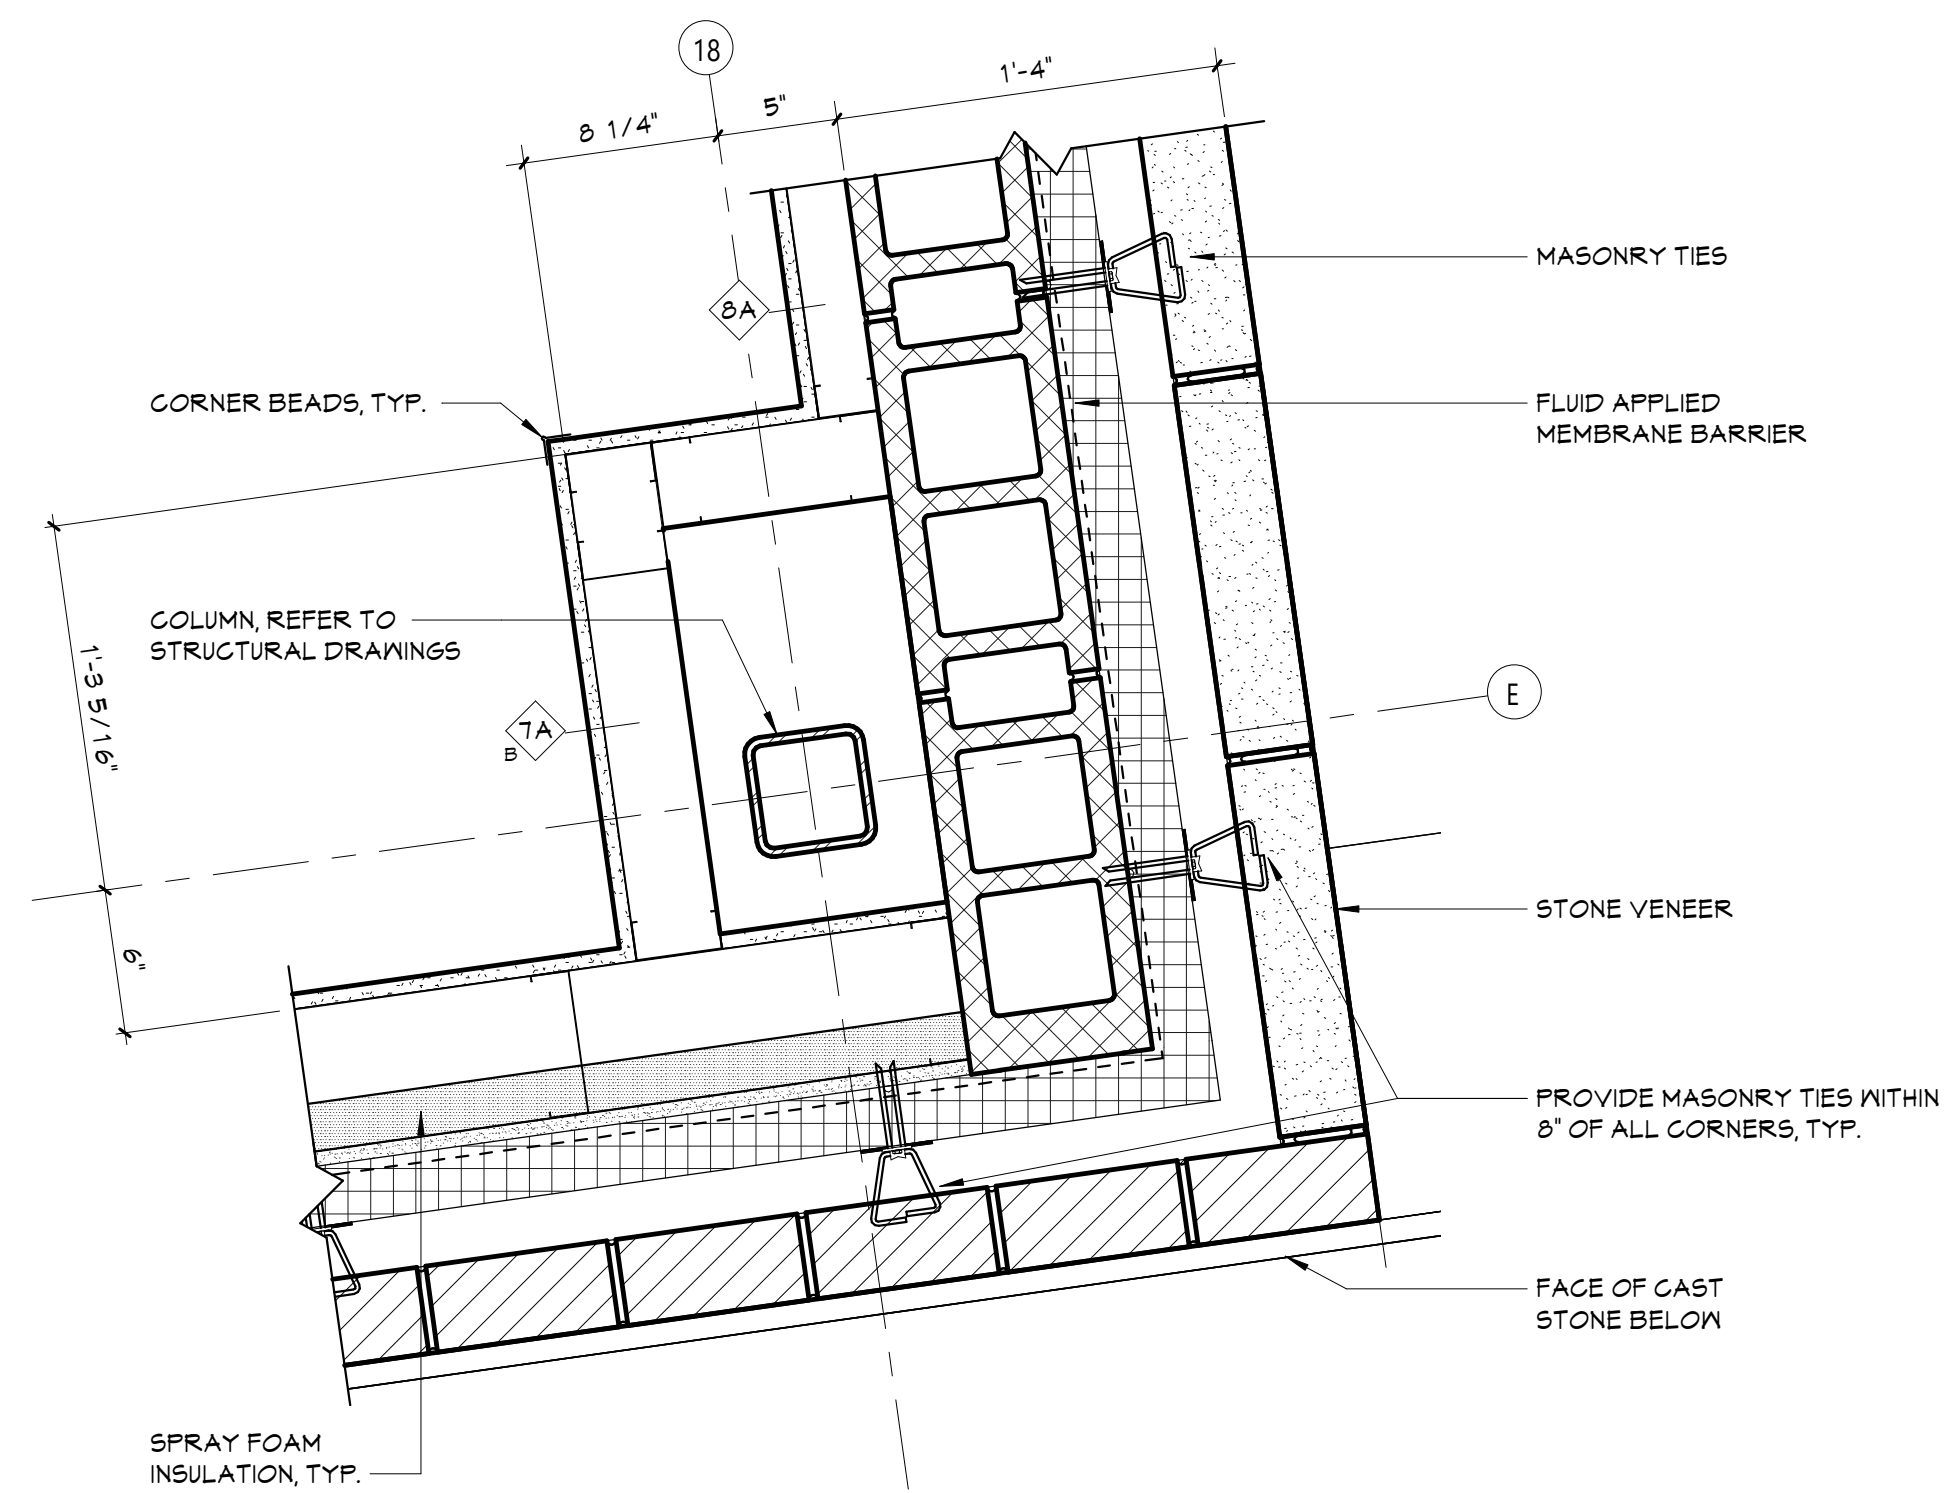 18
1'-4"
5"
8 1/4"
8A
MASONRY TIES
CORNER BEADS, TYP.
FLUID APPLIED
MEMBRANE BARRIER
COLUMN, REFER TO
STRUCTURAL DRAWINGS
1'-3 5/16"
7A
B
E
STONE VENEER
6"
PROVIDE MASONRY TIES WITHIN
8" OF ALL CORNERS, TYP.
FACE OF CAST
STONE BELOW
SPRAY FOAM
INSULATION, TYP.